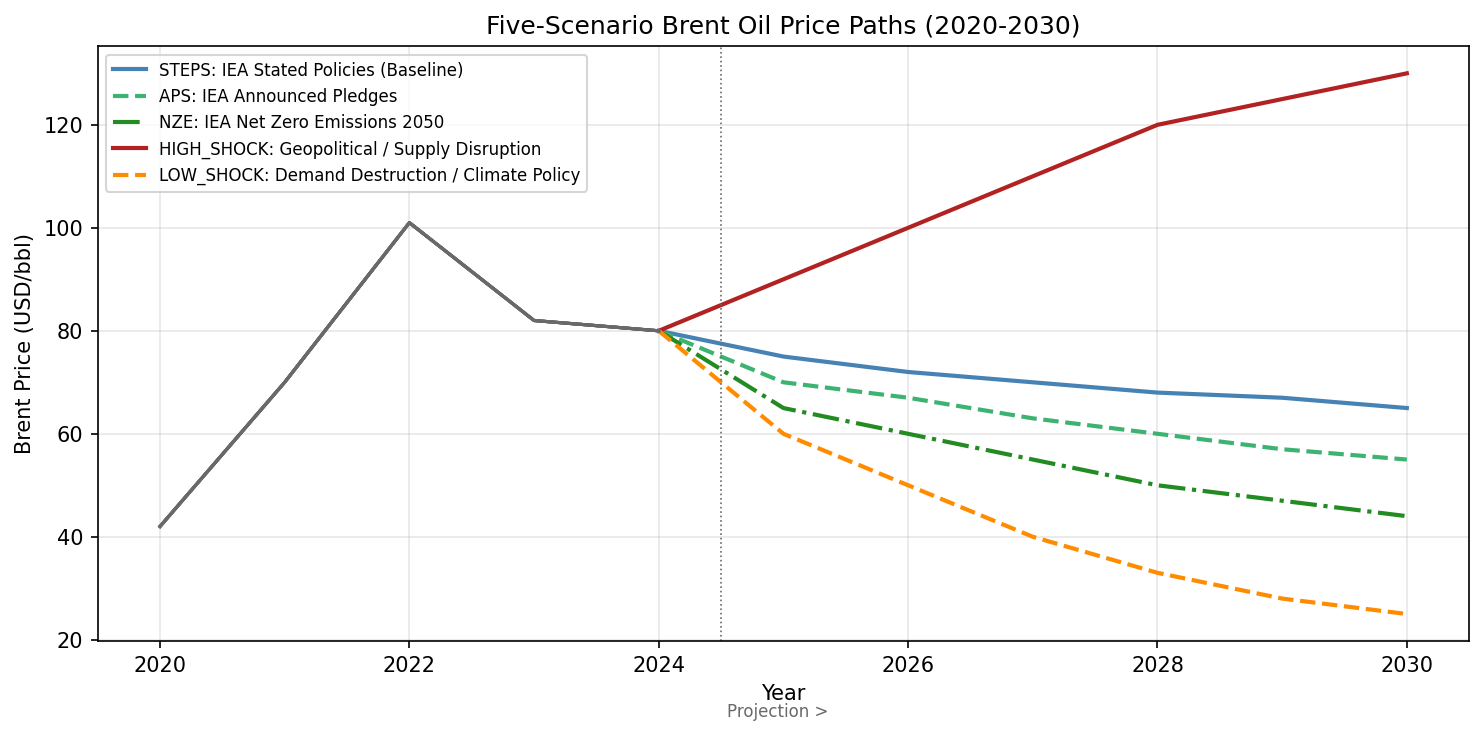 Five-Scenario Brent Oil Price Paths (2020-2030)
STEPS: IEA Stated Policies (Baseline)
APS: IEA Announced Pledges
NZE: IEA Net Zero Emissions 2050
HIGH_SHOCK: Geopolitical / Supply Disruption
LOW_SHOCK: Demand Destruction / Climate Policy
Brent Price (USD/bbl)
120
100
80
60
40
20
2020 2022 2024 2026 2028 2030
Year
Projection >